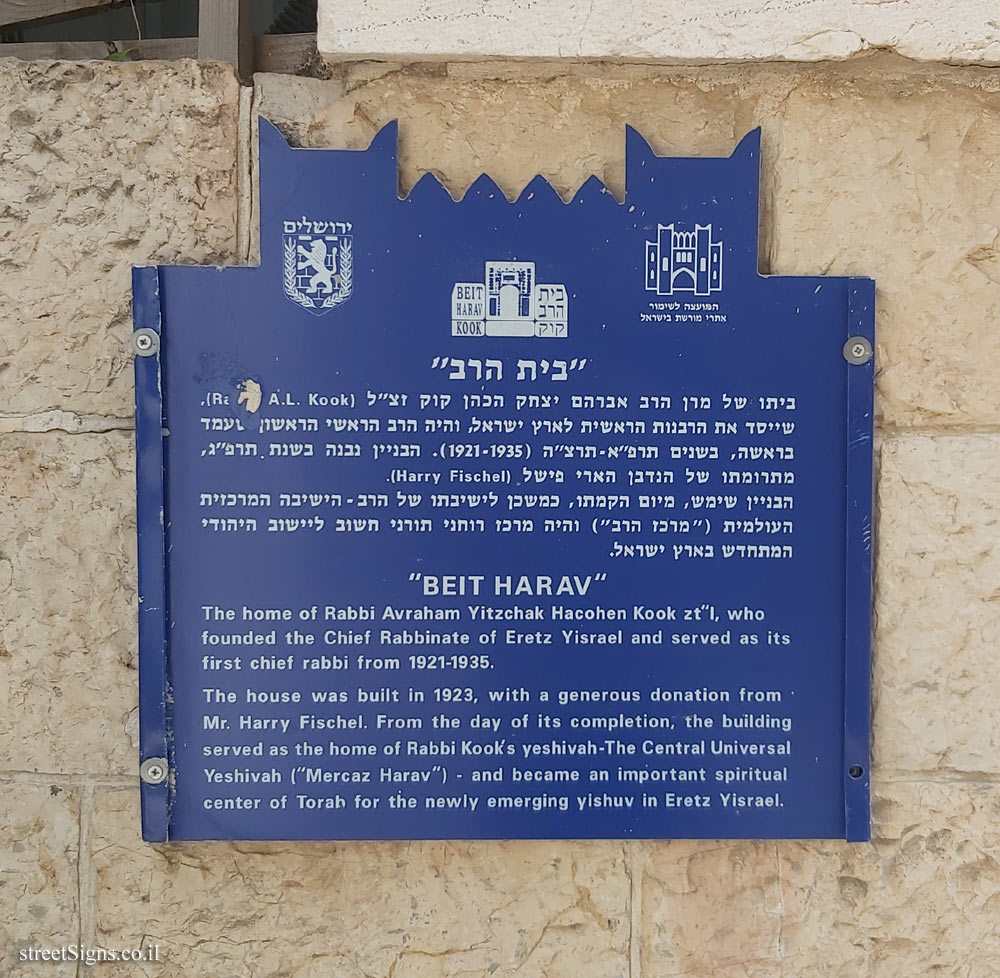 ירושלים
BEIT
HARAV
KOOK
בית
הרב
קוק
המועצה לשימור
אתרי מורשת בישראל
"בית הרב"
ביתו של מרן הרב אברהם יצחק הכהן קוק זצ"ל (A.L. Kook),
שייסד את הרבנות הראשית לארץ ישראל, והיה הרב הראשי הראשון שעמד
בראשה, בשנים תרפ"א-תרצ"ה (1921-1935). הבניין נבנה בשנת תרפ"ג,
מתרומתו של הנדבן הארי פישל (Harry Fischel).
הבניין שימש, מיום הקמתו, כמשכן לישיבתו של הרב - הישיבה המרכזית
העולמית ("מרכז הרב") והיה מרכז רוחני תורני חשוב ליישוב היהודי
המתחדש בארץ ישראל.
"BEIT HARAV"
The home of Rabbi Avraham Yitzchak Hacohen Kook zt"l, who
founded the Chief Rabbinate of Eretz Yisrael and served as its
first chief rabbi from 1921-1935.
The house was built in 1923, with a generous donation from
Mr. Harry Fischel. From the day of its completion, the building
served as the home of Rabbi Kook's yeshivah-The Central Universal
Yeshivah ("Mercaz Harav") - and became an important spiritual
center of Torah for the newly emerging yishuv in Eretz Yisrael.
streetSigns.co.il